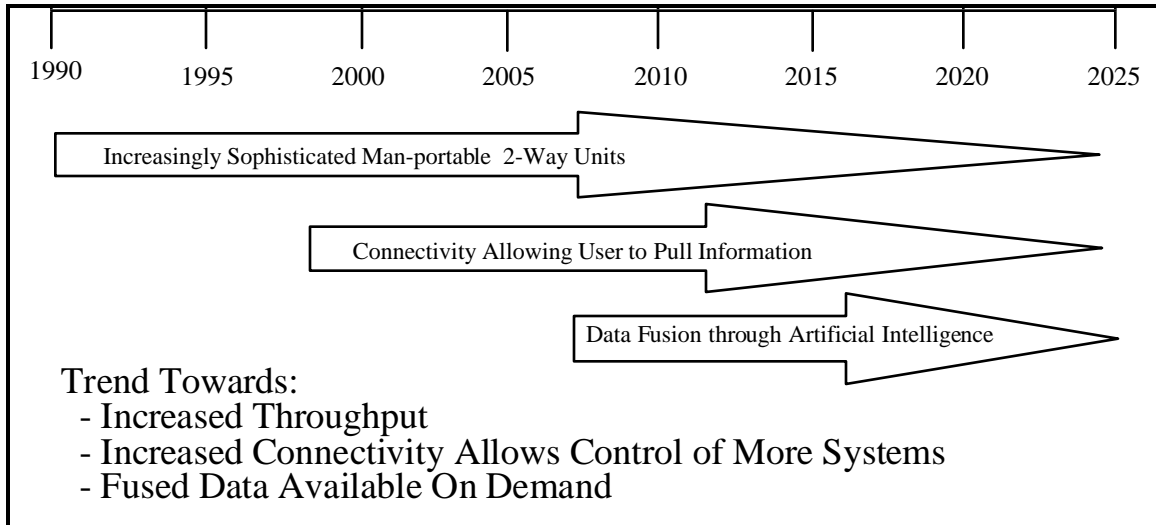 1990 1995 2000 2005 2010 2015 2020 2025
Increasingly Sophisticated Man-portable 2-Way Units
Connectivity Allowing User to Pull Information
Data Fusion through Artificial Intelligence
Trend Towards:
- Increased Throughput
- Increased Connectivity Allows Control of More Systems
- Fused Data Available On Demand